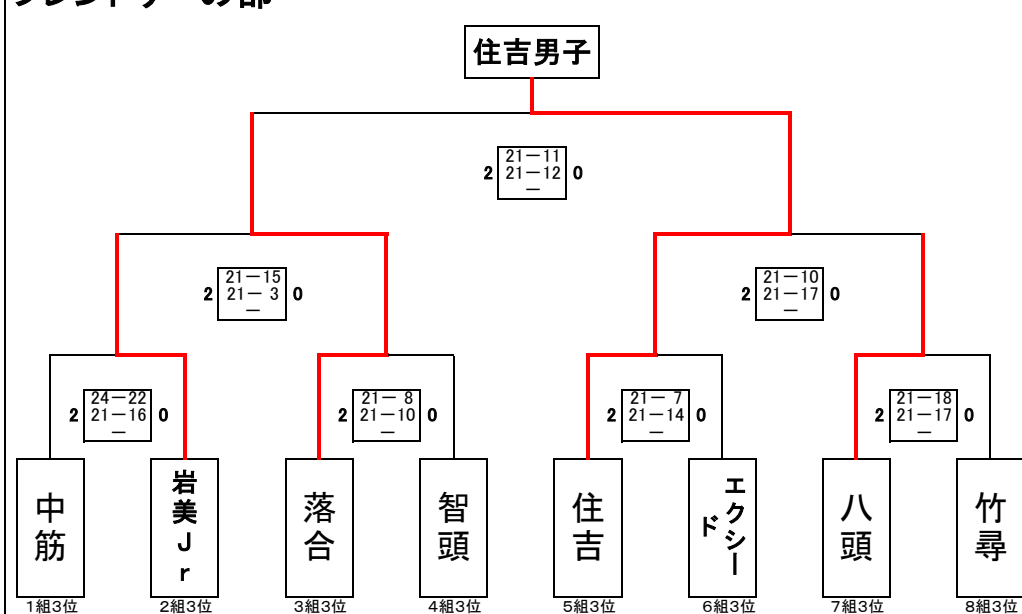 住吉男子
21-11
2 21-12 0
-
21-15
2 21- 3 0
-
21-10
2 21-17 0
-
24-22
2 21-16 0
-
21- 8
2 21-10 0
-
21- 7
2 21-14 0
-
21-18
2 21-17 0
-
中筋
岩美Jr
落合
智頭
住吉
エクシード
八頭
竹尋
1組3位
2組3位
3組3位
4組3位
5組3位
6組3位
7組3位
8組3位